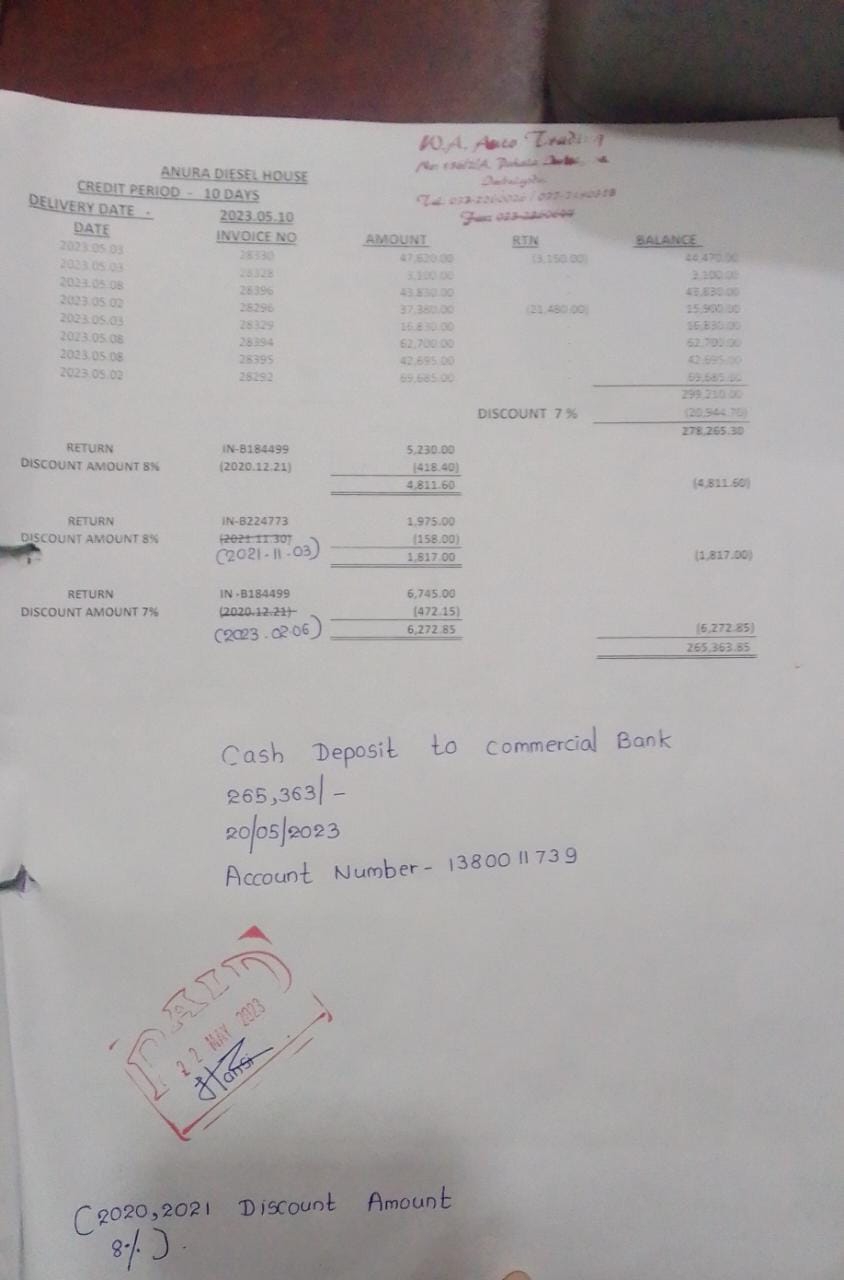 W.A. Auto Trading
ANURA DIESEL HOUSE
CREDIT PERIOD - 10 DAYS
DELIVERY DATE - 2023.05.10
DATE INVOICE NO AMOUNT RTN BALANCE
2023.05.03 28330 47,620.00 (3,150.00) 44,470.00
2023.05.03 28328 3,100.00 - 3,100.00
2023.05.08 28396 43,830.00 43,830.00
2023.05.02 28296 37,380.00 (21,480.00) 15,900.00
2023.05.03 28329 16,830.00 - 16,830.00
2023.05.08 28394 62,700.00 - 62,700.00
2023.05.08 28395 42,695.00 - 42,695.00
2023.05.02 28292 69,685.00 - 69,685.00
299,210.00
DISCOUNT 7% (20,944.70)
278,265.30
RETURN IN-B184499 5,230.00
DISCOUNT AMOUNT 8% (2020.12.21) (418.40)
4,811.60 (4,811.60)
RETURN IN-B224773 1,975.00
DISCOUNT AMOUNT 8% (2021.11.30) (158.00)
(2021-11-03) 1,817.00 (1,817.00)
RETURN IN-B184499 6,745.00
DISCOUNT AMOUNT 7% (2020.12.21) (472.15)
(2023.02.06) 6,272.85 (6,272.85)
265,363.85
Cash Deposit to Commercial Bank
265,363/-
20/05/2023
Account Number - 1380011739
PAID
22 MAY 2023
Hansi
(2020,2021 Discount Amount
8%).